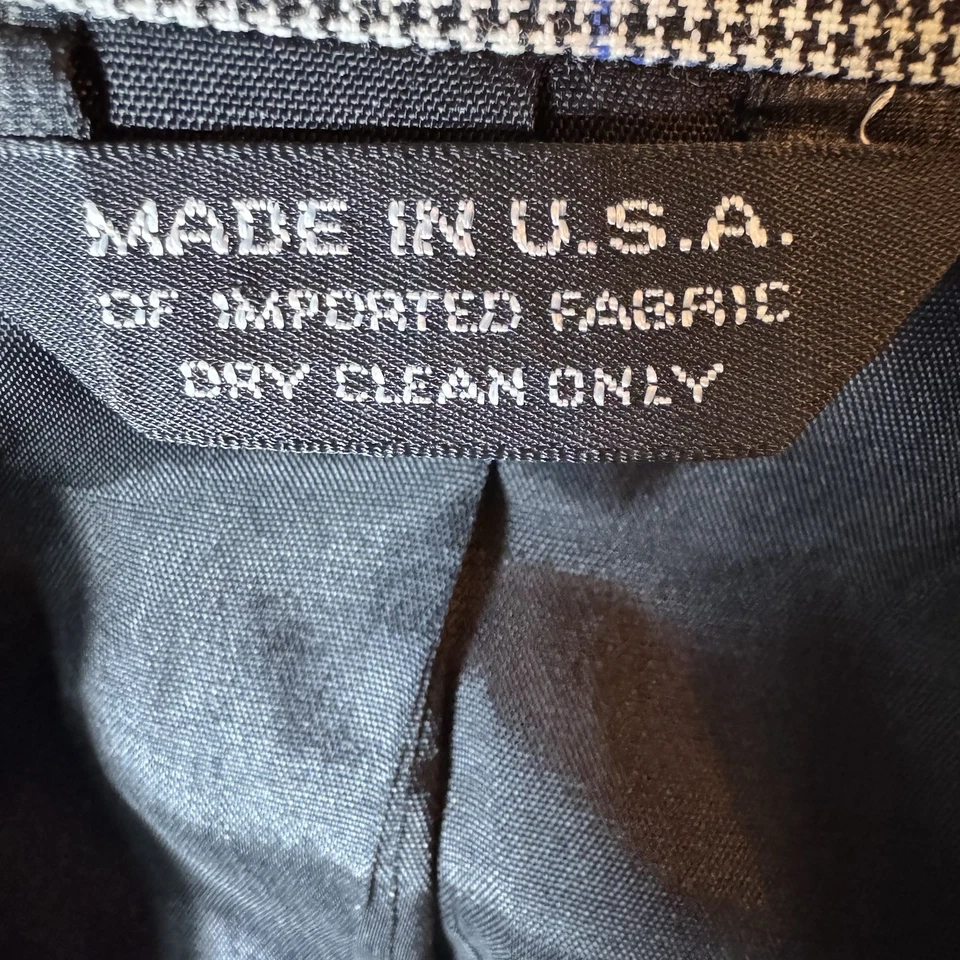 MADE IN U.S.A.
OF IMPORTED FABRIC
DRY CLEAN ONLY